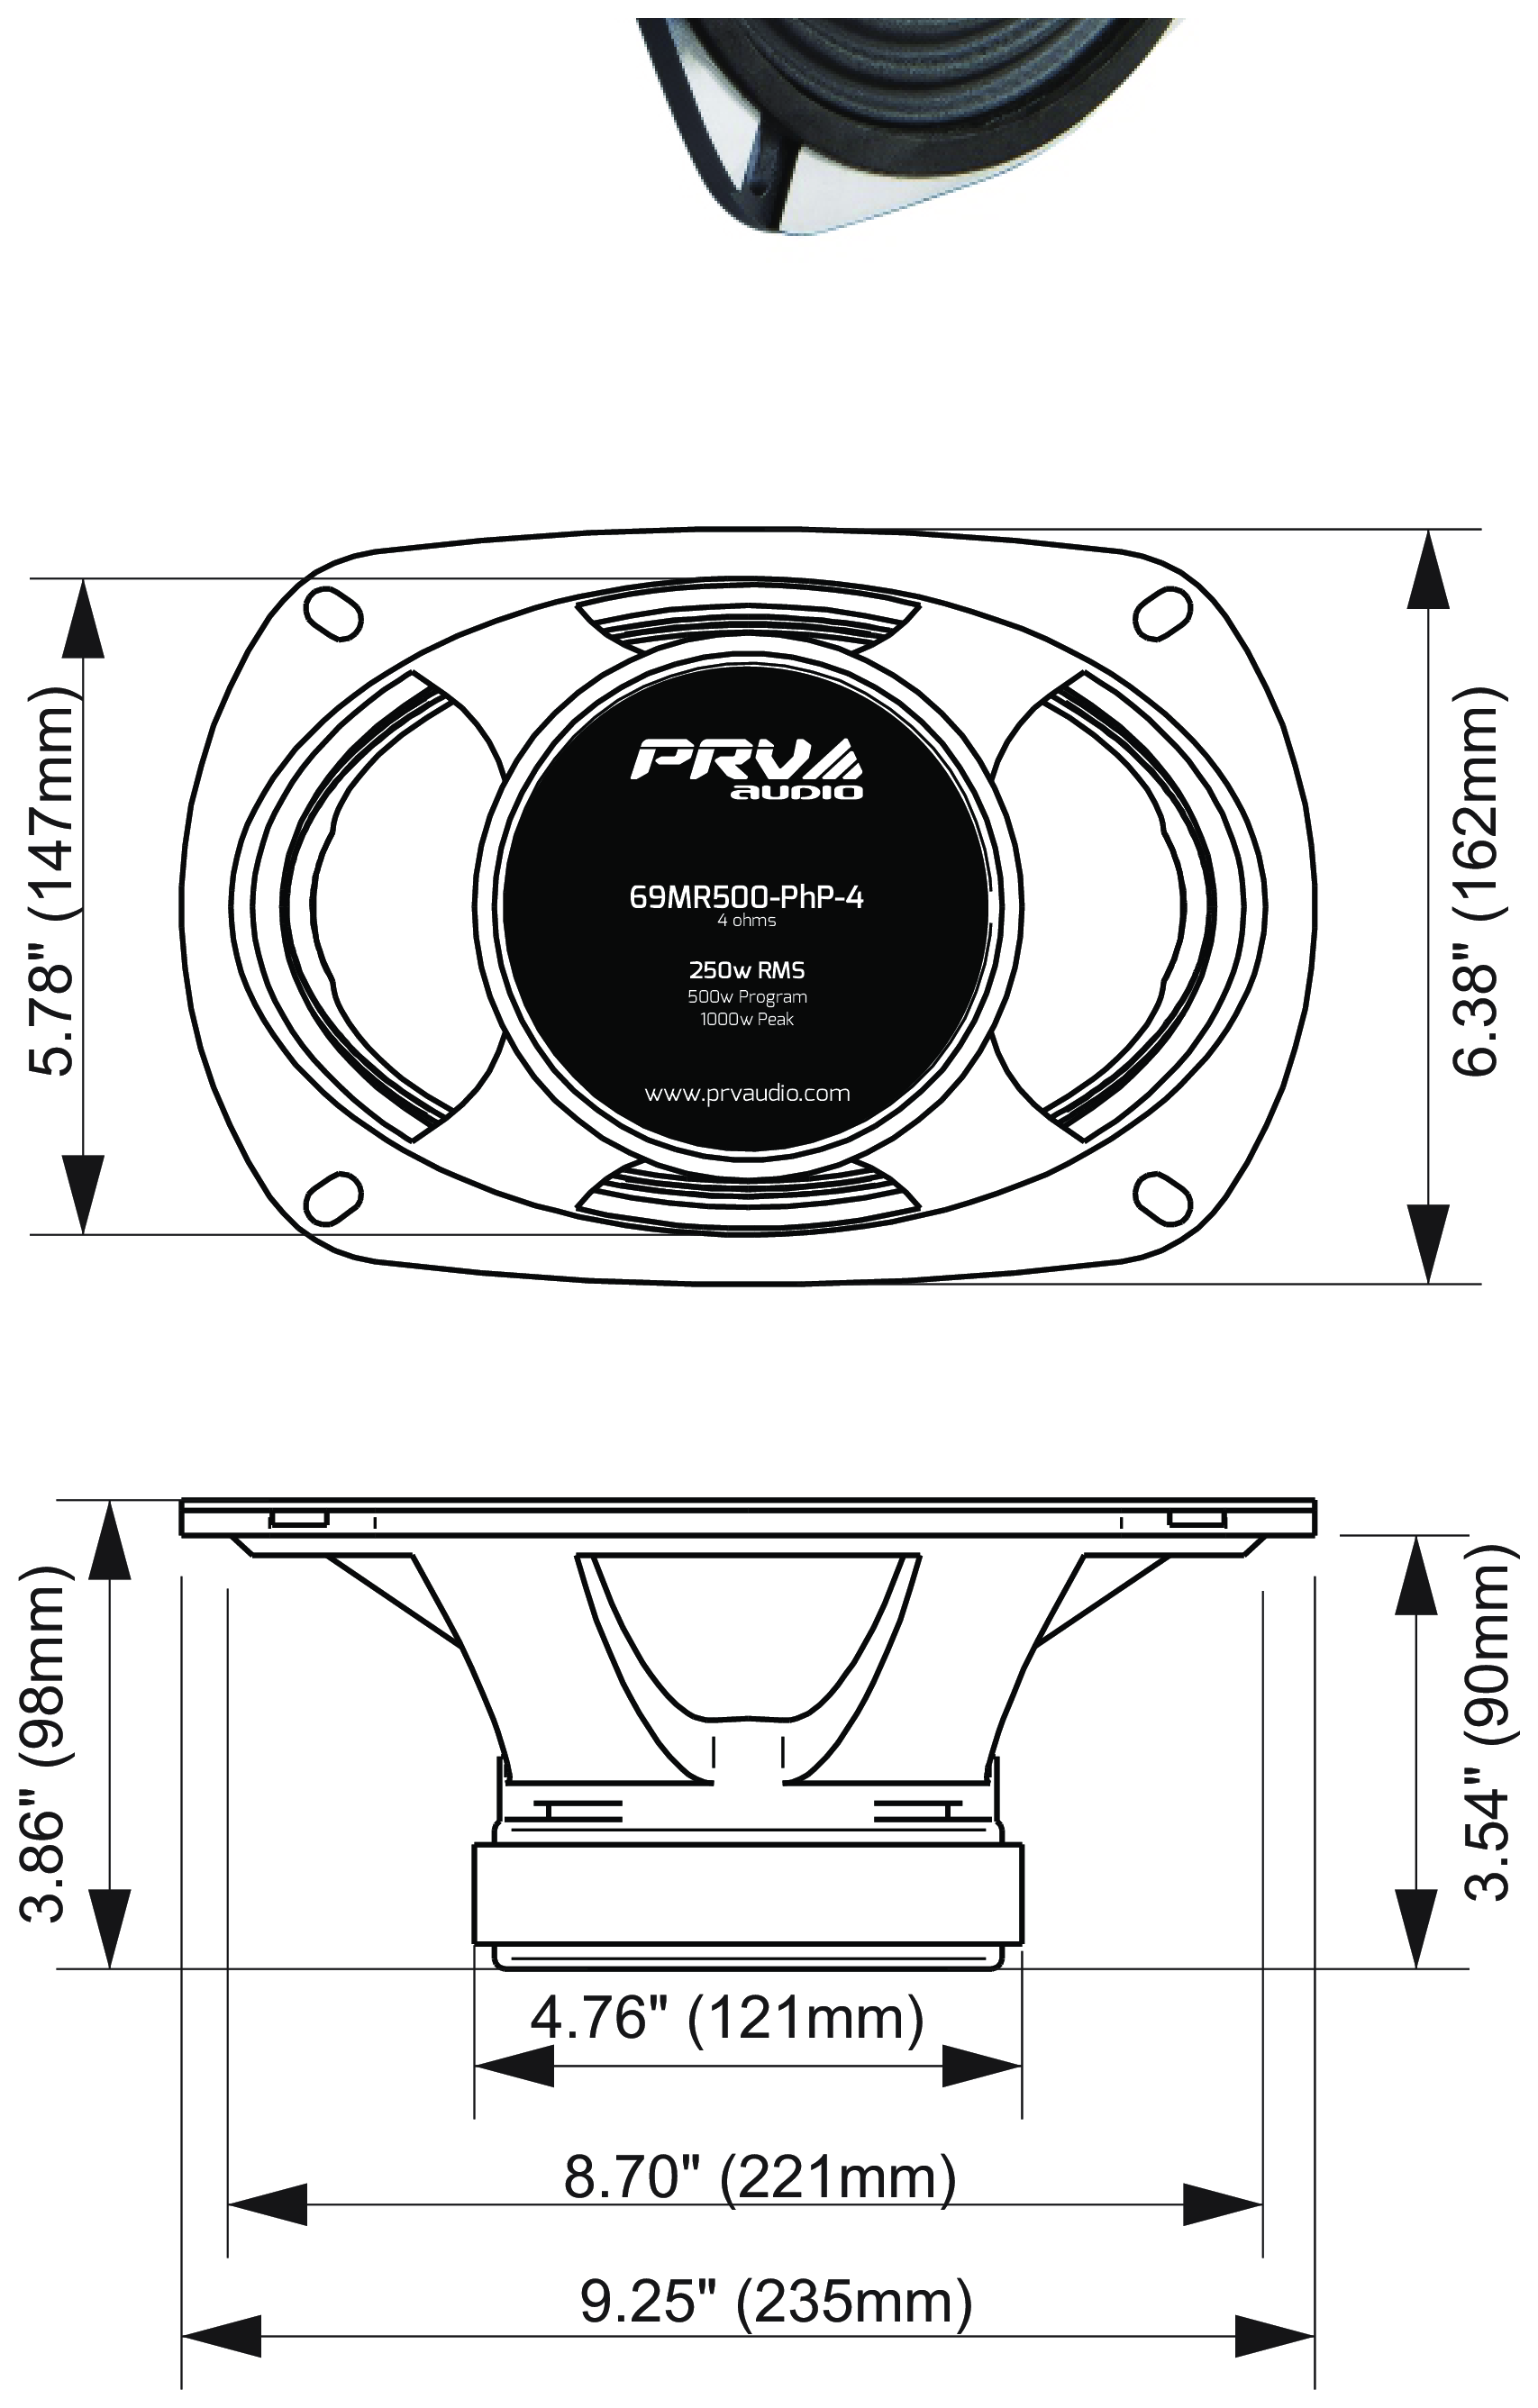 6.38" (162mm)
5.78" (147mm)
PRV
audio
69MR500-PhP-4
4 ohms
250w RMS
500w Program
1000w Peak
www.prvaudio.com
3.86" (98mm)
3.54" (90mm)
4.76" (121mm)
8.70" (221mm)
9.25" (235mm)